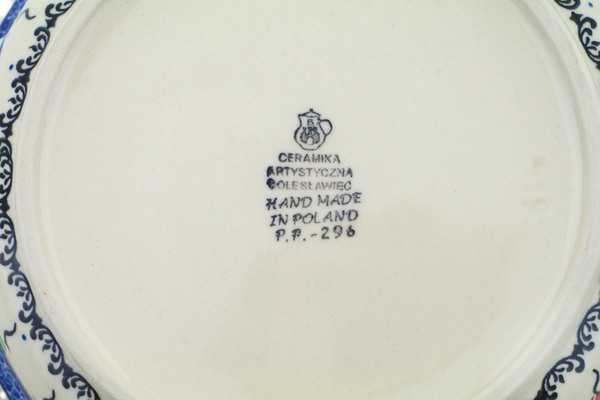 CERAMIKA
ARTYSTYCZNA
BOLESŁAWIEC
HAND MADE
IN POLAND
P.P.-296